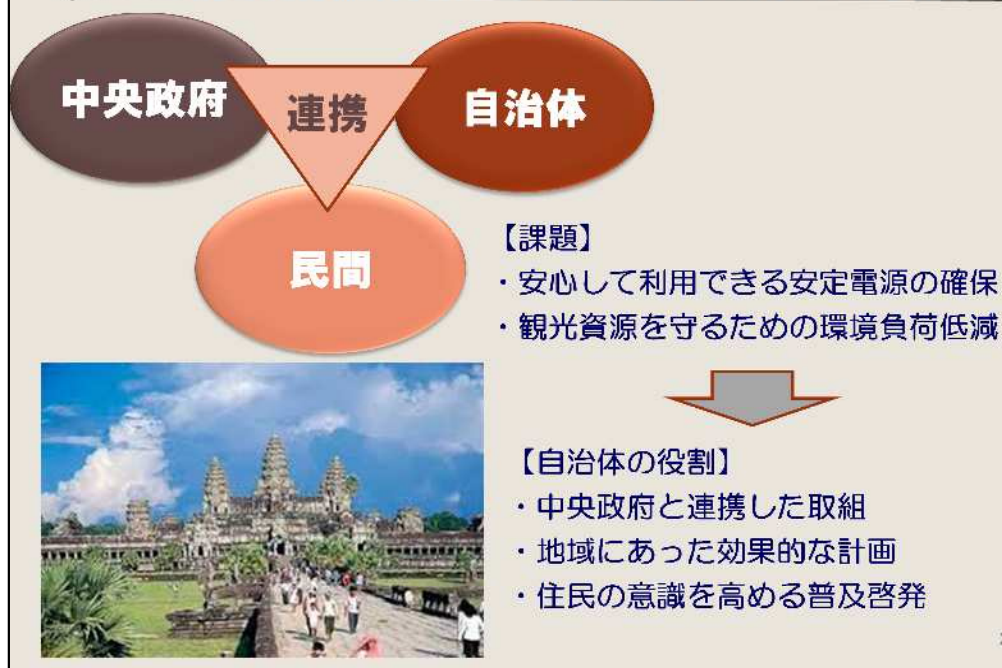 中央政府
連携
自治体
民間
【課題】
・安心して利用できる安定電源の確保
・観光資源を守るための環境負荷低減
【自治体の役割】
・中央政府と連携した取組
・地域にあった効果的な計画
・住民の意識を高める普及啓発